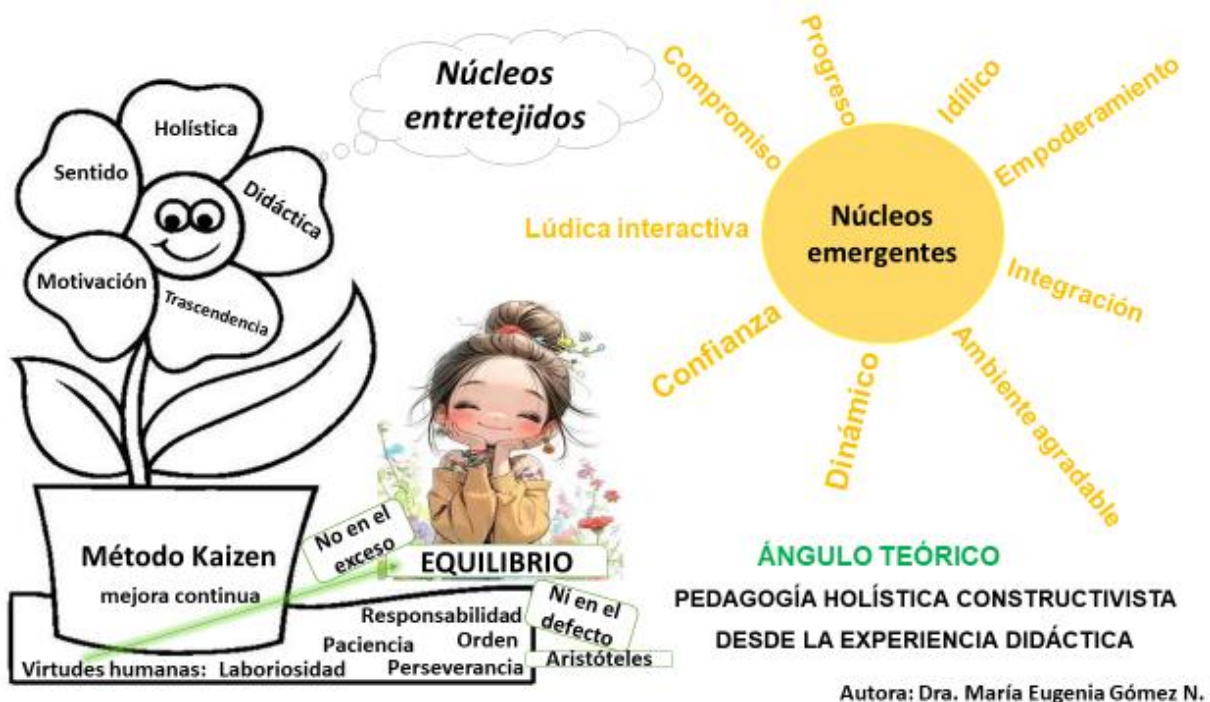 Núcleos
entretejidos
Holística
Sentido
Didáctica
Motivación
Trascendencia
Progreso
Compromiso
Idílico
Empoderamiento
Lúdica interactiva
Núcleos
emergentes
Integración
Confianza
Dinámico
Ambiente agradable
Método Kaizen
mejora continua
No en el
exceso
EQUILIBRIO
Ni en el
defecto
Aristóteles
Responsabilidad
Paciencia Orden
Virtudes humanas: Laboriosidad Perseverancia
ÁNGULO TEÓRICO
PEDAGOGÍA HOLÍSTICA CONSTRUCTIVISTA
DESDE LA EXPERIENCIA DIDÁCTICA
Autora: Dra. María Eugenia Gómez N.